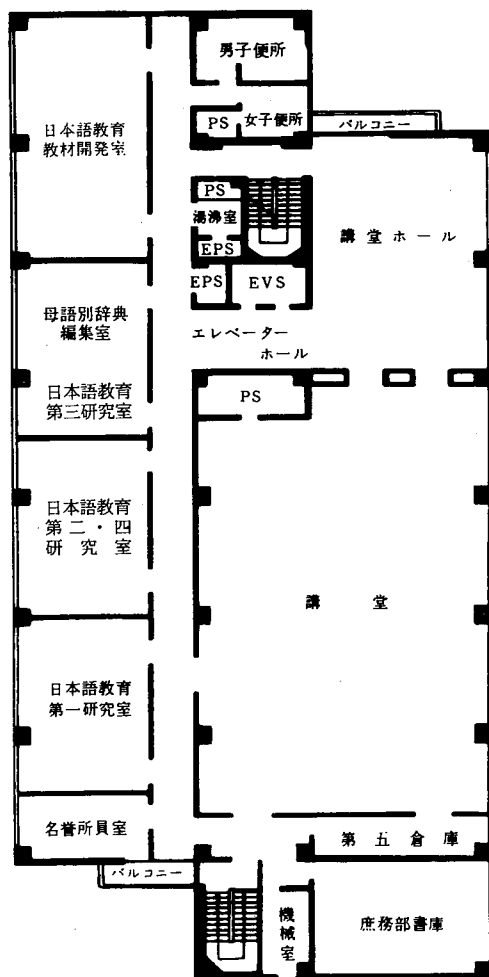 男子便所
PS
女子便所
バルコニー
日本語教育
教材開発室
PS
湯沸室
EPS
講堂ホール
EPS
EVS
母語別辞典
編集室
エレベーター
ホール
日本語教育
第三研究室
PS
日本語教育
第二・四
研究室
講堂
日本語教育
第一研究室
名誉所員室
第五倉庫
バルコニー
機械室
庶務部書庫